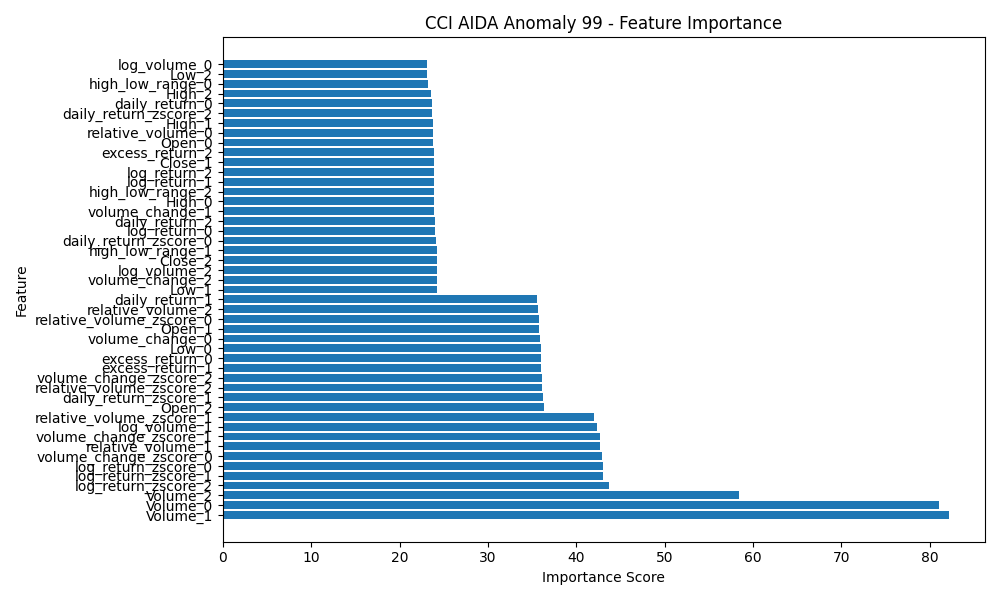 CCI AIDA Anomaly 99 - Feature Importance
Feature
log_volume_0
Low_2
high_low_range_0
High_2
daily_return_0
daily_return_zscore_2
High_1
relative_volume_0
Open_0
excess_return_2
Close_1
log_return_2
log_return_1
high_low_range_2
High_0
volume_change_1
daily_return_2
log_return_0
daily_return_zscore_0
high_low_range_1
Close_2
log_volume_2
volume_change_2
Low_1
daily_return_1
relative_volume_2
relative_volume_zscore_0
Open_1
volume_change_0
Low_0
excess_return_0
excess_return_1
volume_change_zscore_2
relative_volume_zscore_2
daily_return_zscore_1
Open_2
relative_volume_zscore_1
log_volume_1
volume_change_zscore_1
relative_volume_1
volume_change_zscore_0
log_return_zscore_0
log_return_zscore_1
log_return_zscore_2
Volume_2
Volume_0
Volume_1
0 10 20 30 40 50 60 70 80
Importance Score